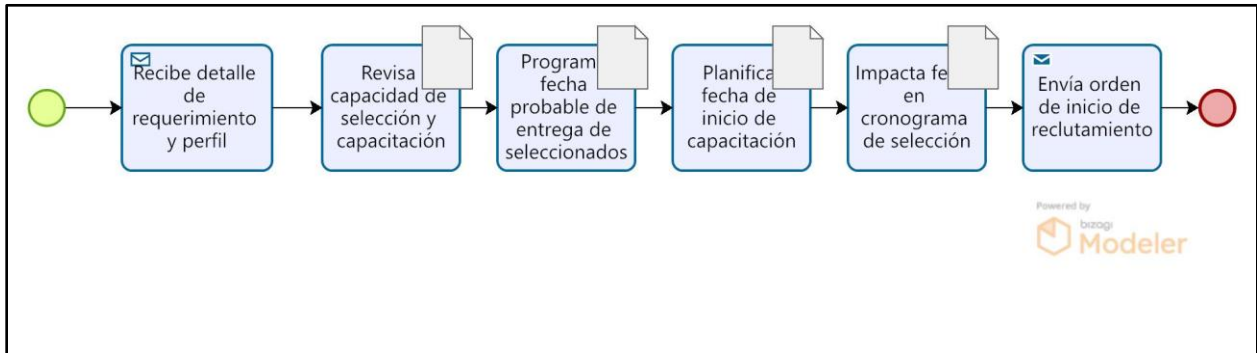 Recibe detalle
de
requerimiento
y perfil
Revisa
capacidad de
selección y
capacitación
Program
fecha
probable de
entrega de
seleccionados
Planifica
fecha de
inicio de
capacitación
Impacta fe
en
cronograma
de selección
Envía orden
de inicio de
reclutamiento
Powered by
bizagi
Modeler